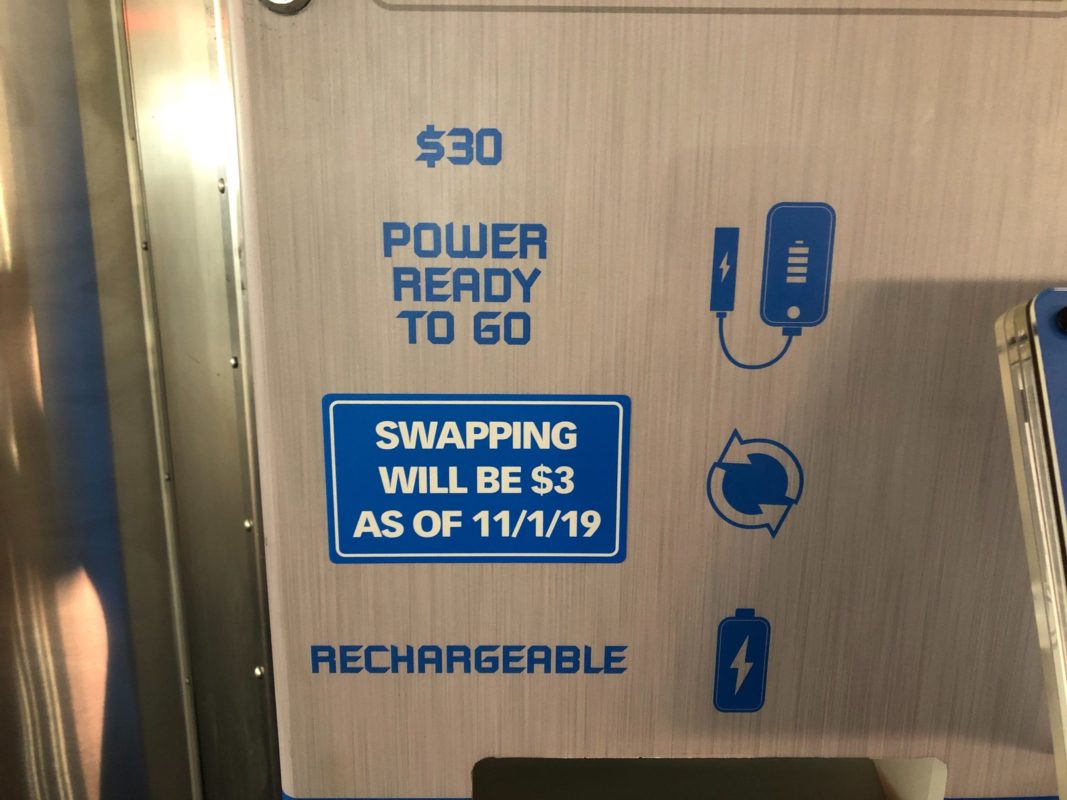 $30
POWER
READY
TO GO
SWAPPING
WILL BE $3
AS OF 11/1/19
RECHARGEABLE